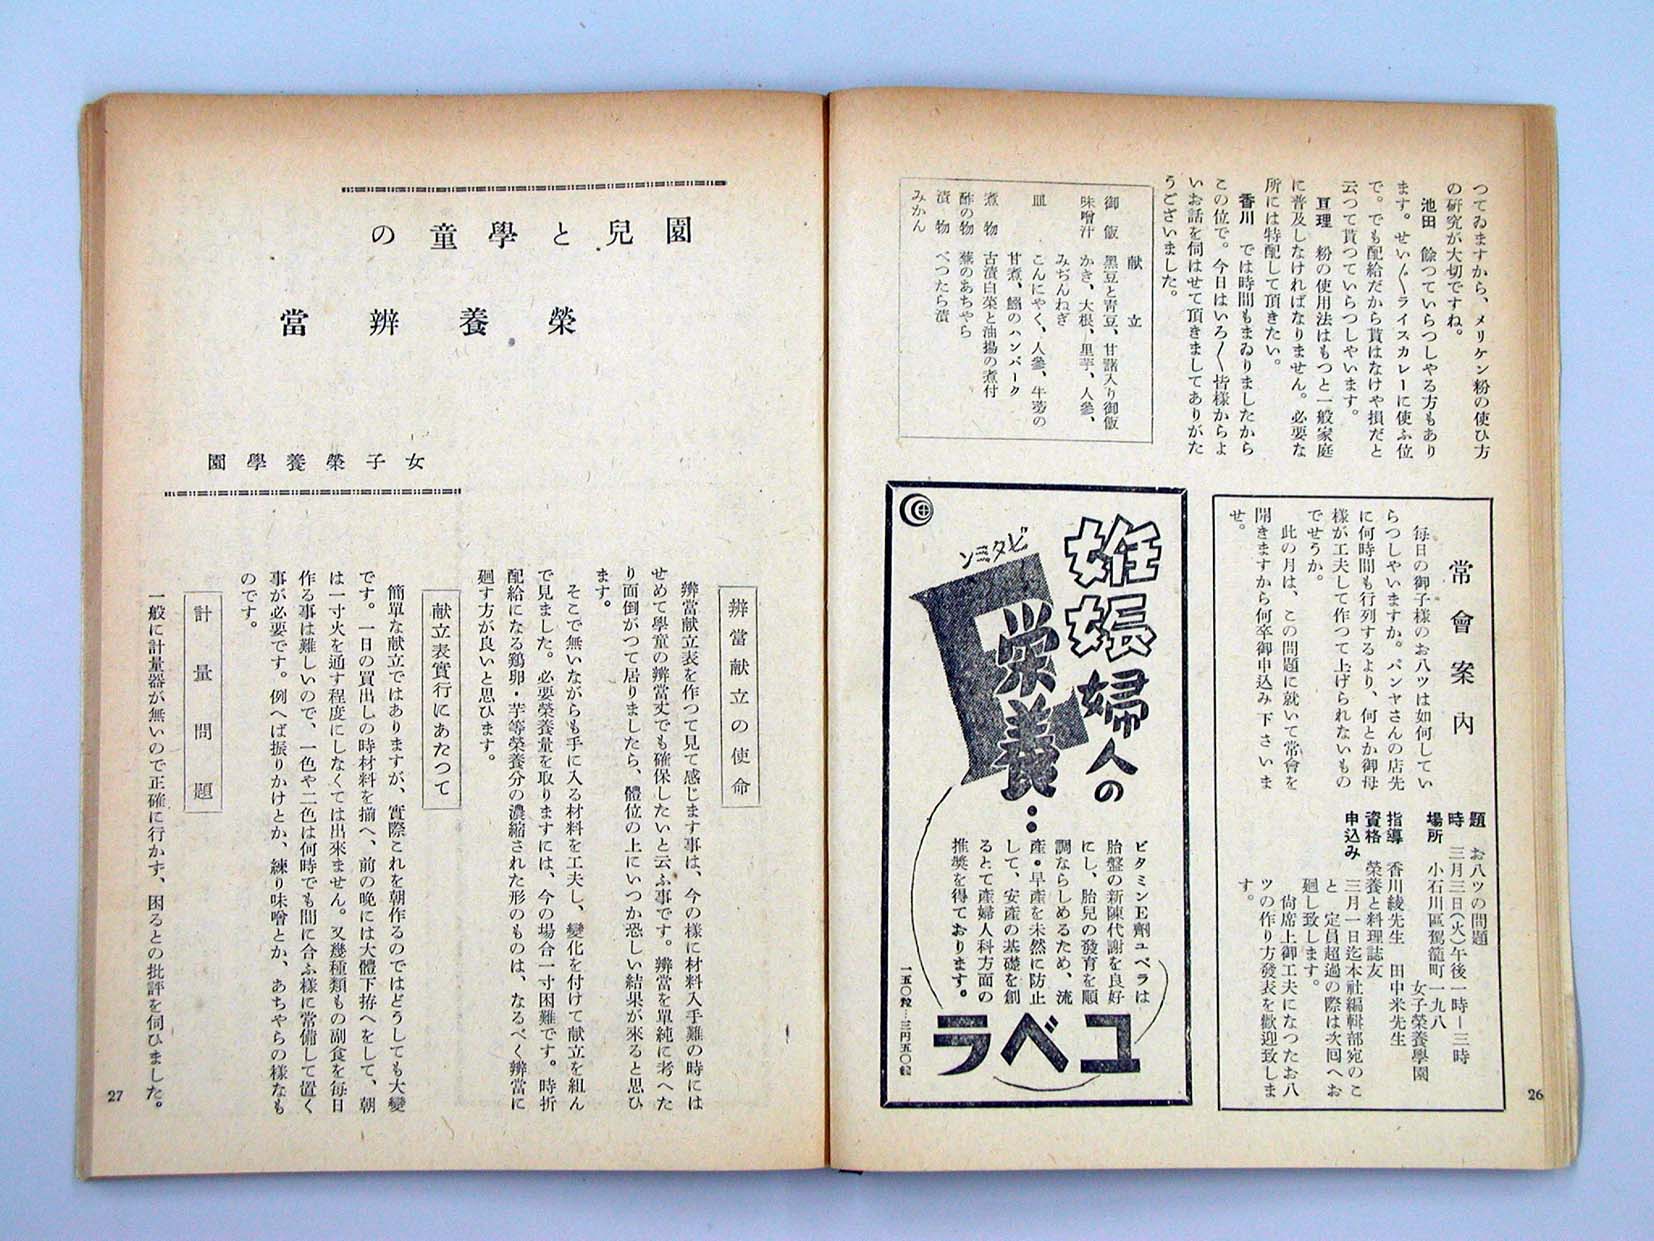 つてゐますから、メリケン粉の使ひ方
の研究が大切ですね。
池田　餘つていらつしやる方もあり
ます。せい〲ライスカレーに使ふ位
で。でも配給だから貰はなけや損だと
云つて貰つていらつしやいます。
亘理　粉の使用法はもつと一般家庭
に普及しなければなりません。必要な
所には特配して頂きたい。
香川　では時間もまゐりましたから
この位で。今日はいろ〳〵皆様からよ
いお話を伺はせて頂きましてありがた
うございました。
献　立
御飯　黑豆と青豆、甘藷入り御飯
味噌汁　かき、大根、里芋、人參、
みぢんねぎ
皿　こんにやく、人參、牛蒡の
甘煮、鰯のハンバーク
煮物　古漬白菜と油揚の煮付
酢の物　蕪のあちやら
漬物　べつたら漬
みかん
常會案内
毎日の御子様のお八ツは如何してい
らつしやいますか。パンヤさんの店先
に何時間も行列するより、何とか御母
様が工夫して作つて上げられないもの
でせうか。
此の月は、この問題に就いて常會を
開きますから何卒御申込み下さいま
せ。
題　お八ツの問題
時　三月三日(火)午後一時―三時
場所　小石川區駕籠町一九八
女子榮養學園
指導　香川綾先生　田中米先生
資格　榮養と料理誌友
申込み　三月一日迄本社編輯部宛のこ
と　定員超過の際は次回へお
廻し致します。
尚席上御工夫になつたお八
ツの作り方發表を歡迎致しま
す。
姙娠婦人の
ビタミン
E
榮養…
ビタミンE劑ユベラは
胎盤の新陳代謝を良好
にし、胎兒の發育を順
調ならしめるため、流
產・早產を未然に防止
して、安產の基礎を創
るとて產婦人科方面の
推奬を得ております。
ユベラ
一五〇粒…三円五〇錢
26
園兒と學童の
榮養辨當
女子榮養學園
辨當献立の使命
辨當献立表を作つて見て感じます事は、今の樣に材料入手難の時には
せめて學童の辨當丈でも確保したいと云ふ事です。辨當を單純に考へた
り面倒がつて居りましたら、體位の上にいつか恐しい結果が來ると思ひ
ます。
そこで無いながらも手に入る材料を工夫し、變化を付けて献立を組ん
で見ました。必要榮養量を取りますには、今の場合一寸困難です。時折
配給になる鶏卵・芋等榮養分の濃縮された形のものは、なるべく辨當に
廻す方が良いと思ひます。
献立表實行にあたつて
簡單な献立ではありますが、實際これを朝作るのではどうしても大變
です。一日の買出しの時材料を揃へ、前の晩には大體下拵へをして、朝
は一寸火を通す程度にしなくては出來ません。又幾種類もの副食を毎日
作る事は難しいので、一色や二色は何時でも間に合ふ樣に常備して置く
事が必要です。例へば振りかけとか、練り味噌とか、あちやらの樣なも
のです。
計量問題
一般に計量器が無いので正確に行かず、困るとの批評を伺ひました。
27